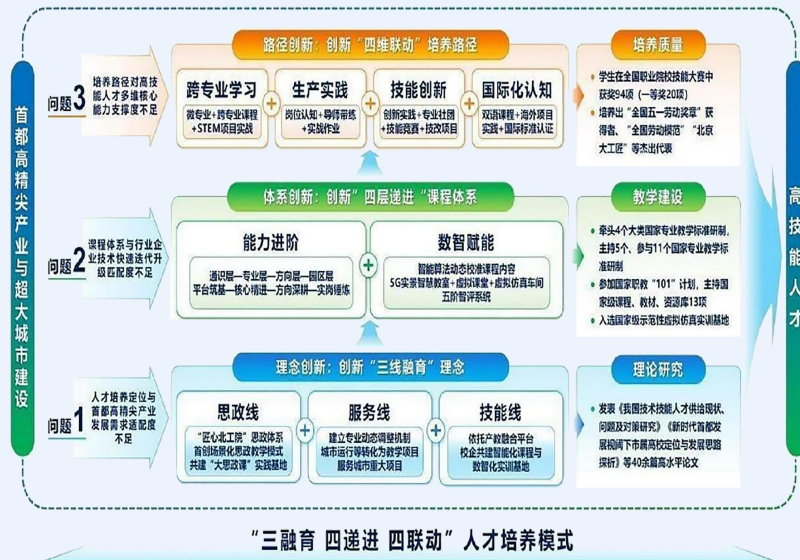 首都高精尖产业与超大城市建设
问题3
培养路径对高技
能人才多维核心
能力支撑度不足
路径创新：创新“四维联动”培养路径
跨专业学习
微专业+跨专业课程
+STEM项目实战
+
生产实践
岗位认知+导师带练
+实战作业
+
技能创新
创新实践+专业社团
+技能竞赛+技改项目
+
国际化认知
双语课程+海外项目
实践+国际标准认证
培养质量
学生在全国职业院校技能大赛中
获奖94项（一等奖20项）
培养出“全国五一劳动奖章”获
得者、“全国劳动模范”“北京
大工匠”等杰出代表
问题2
课程体系与行业企
业技术快速迭代升
级匹配度不足
体系创新：创新“四层递进“课程体系
能力进阶
通识层—专业层—方向层—园区层
平台筑基—核心精进—方向深耕—实岗锤炼
+
数智赋能
智能算法动态校准课程内容
5G实景智慧教室+虚拟课堂+虚拟仿真车间
五阶智评系统
教学建设
牵头4个大类国家专业教学标准研制，
主持5个、参与11个国家专业教学标
准研制
参加国家职教“101”计划，主持国
家级课程、教材、资源库13项
入选国家级示范性虚拟仿真实训基地
问题1
人才培养定位与
首都高精尖产业
发展需求适配度
不足
理念创新：创新“三线融育”理念
思政线
“匠心北工院”思政体系
首创场景化思政教学模式
共建“大思政课”实践基地
+
服务线
建立专业动态调整机制
城市运行等转化为教学项目
服务城市重大项目
+
技能线
依托产教融合平台
校企共建智能化课程与
数智化实训基地
理论研究
发表《我国技术技能人才供给现状、
问题及对策研究》《新时代首都发
展视阈下市属高校定位与发展思路
探析》等40余篇高水平论文
高技能人才
“三融育 四递进 四联动”人才培养模式